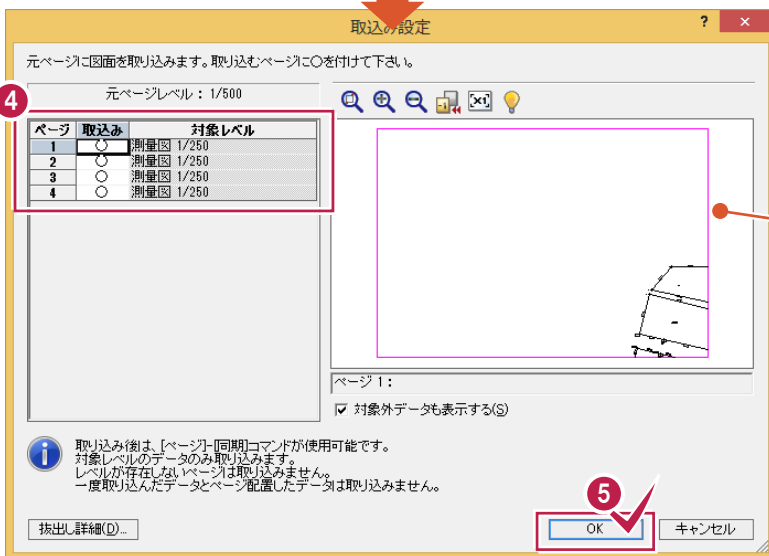 取込み設定
? ×
元ページに図面を取り込みます。取り込むページに○を付けて下さい。
4
元ページレベル : 1/500
ページ 取込み 対象レベル
1 ○ 測量図 1/250
2 ○ 測量図 1/250
3 ○ 測量図 1/250
4 ○ 測量図 1/250
ページ 1 :
対象外データも表示する(S)
取り込み後は、[ページ]-[同期]コマンドが使用可能です。
対象レベルのデータのみ取り込みます。
レベルが存在しないページは取り込みません。
一度取り込んだデータとページ配置したデータは取り込みません。
5
抜出し詳細(D)... OK キャンセル